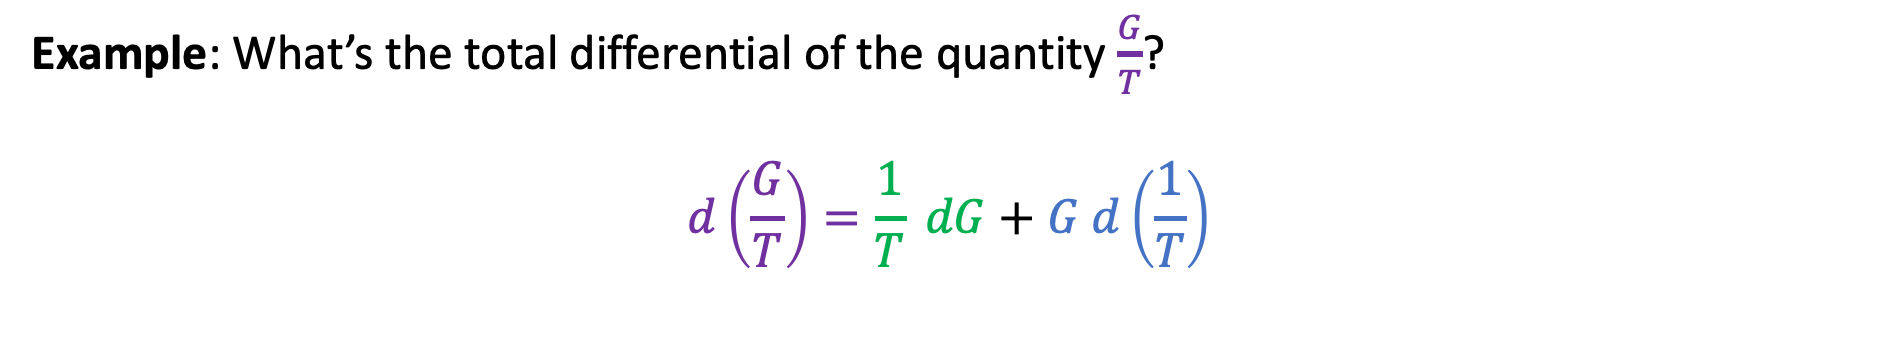 Example: What’s the total differential of the quantity G/T?
d(G/T) = 1/T dG + G d(1/T)